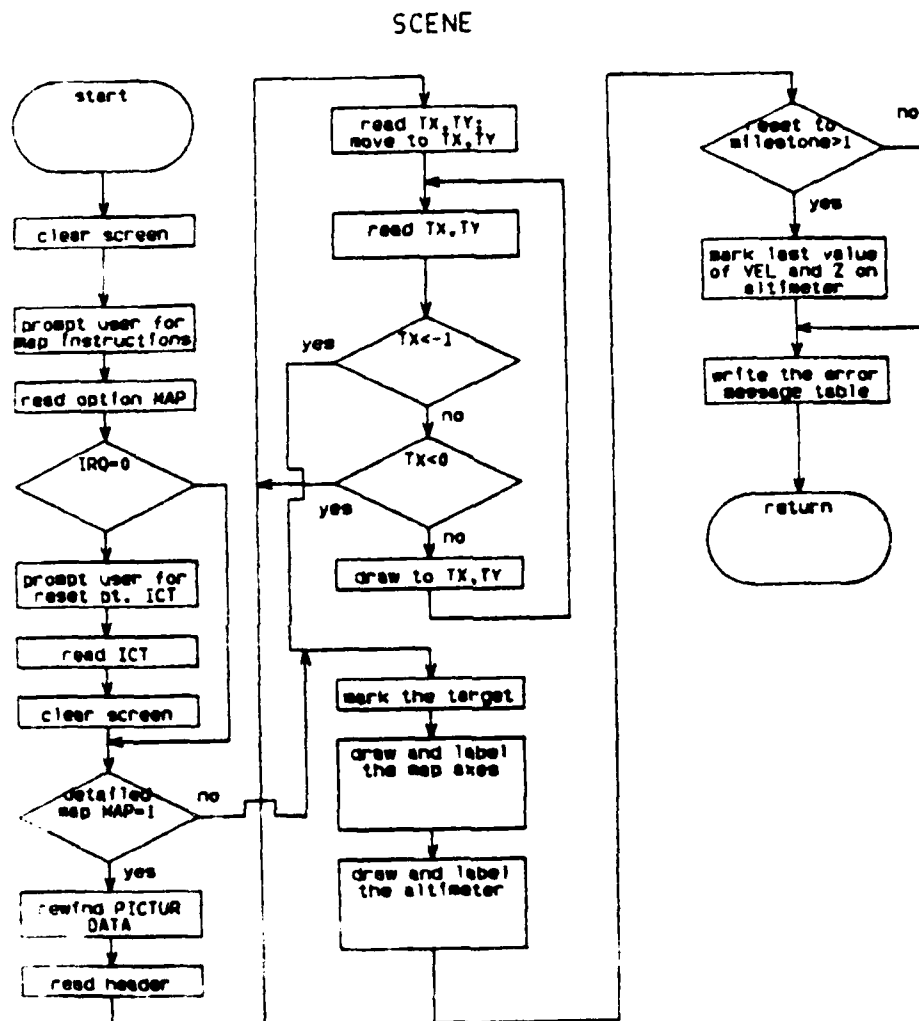 SCENE
start
clear screen
prompt user for
map instructions
read option MAP
IRQ=0
prompt user for
reset pt. ICT
read ICT
clear screen
detailed
map MAP=1
no
yes
rewind PICTUR
DATA
read header
read TX,TY;
move to TX,TY
read TX,TY
TX<-1
yes
no
TX<0
yes
no
draw to TX,TY
mark the target
draw and label
the map axes
draw and label
the altimeter
reset to
milestone>1
no
yes
mark last value
of VEL and Z on
altimeter
write the error
message table
return